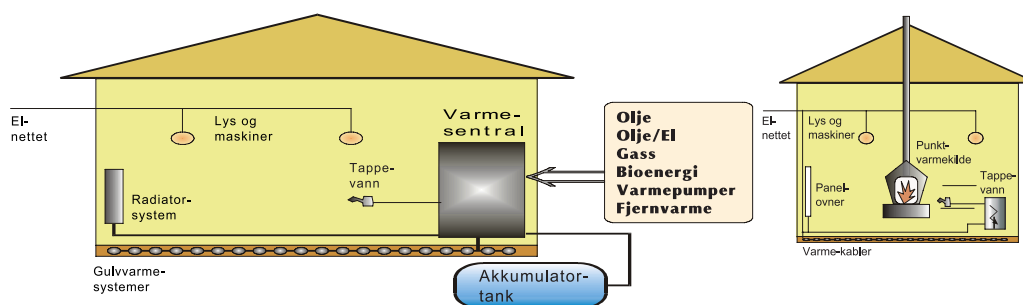 El-
nettet
Lys og
maskiner
Varme-
sentral
Tappe-
vann
Radiator-
system
Gulvvarme-
systemer
Akkumulator-
tank
Olje
Olje/El
Gass
Bioenergi
Varmepumper
Fjernvarme
El-
nettet
Lys og
maskiner
Punkt-
varmekilde
Tappe-
vann
Panel-
ovner
Varme-kabler